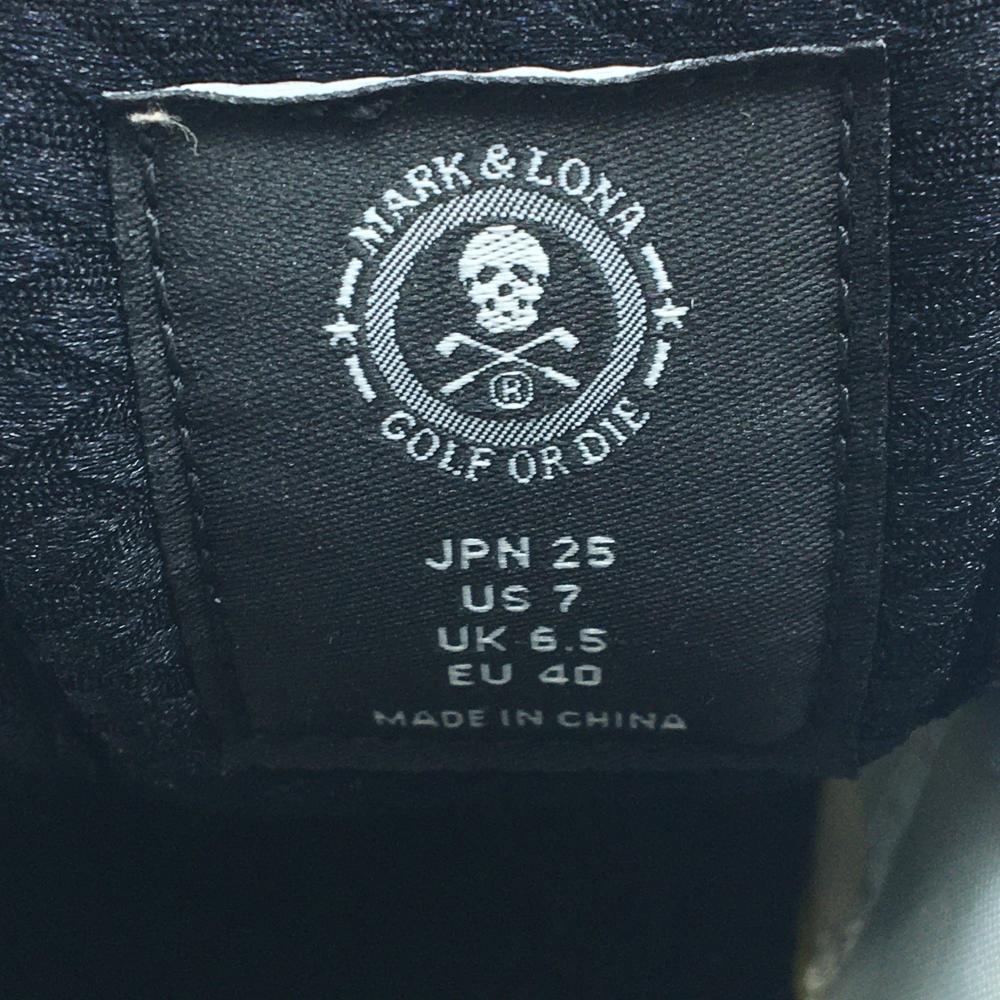 MARK & LONA
®
GOLF OR DIE
JPN 25
US 7
UK 6.5
EU 40
MADE IN CHINA